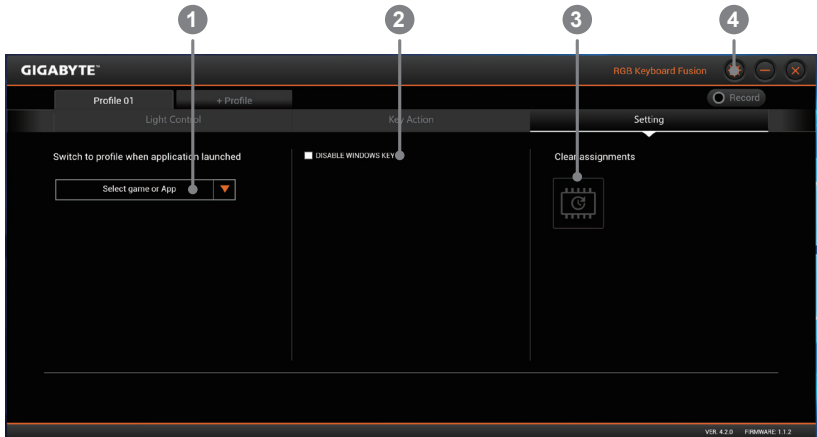 1 2 3 4
GIGABYTE™ RGB Keyboard Fusion
Profile 01 + Profile Record
Light Control Key Action Setting
Switch to profile when application launched DISABLE WINDOWS KEY Clear assignments
Select game or App
VER. 4.2.0 FIRMWARE: 1.1.2